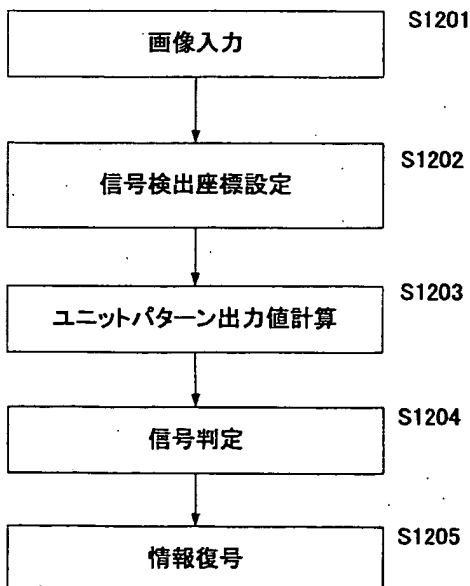 S1201
画像入力
S1202
信号検出座標設定
S1203
ユニットパターン出力値計算
S1204
信号判定
S1205
情報復号